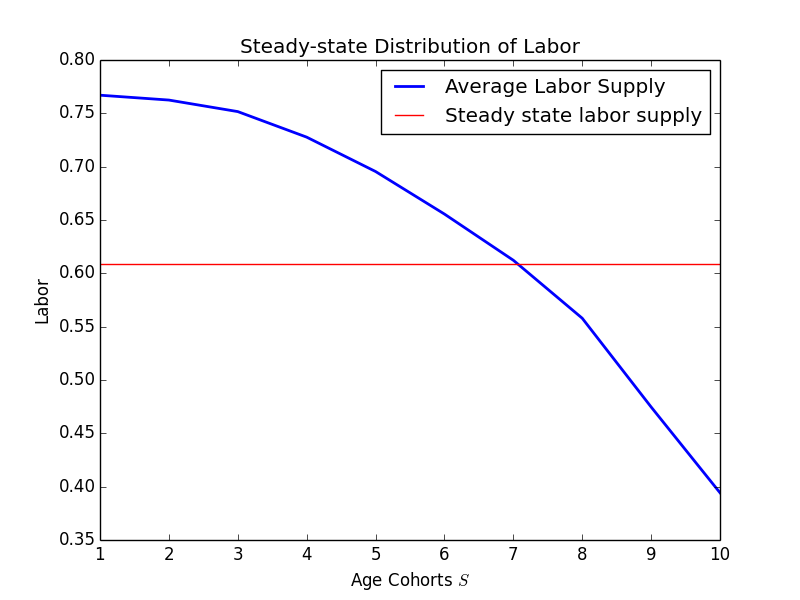 Steady-state Distribution of Labor
Average Labor Supply
Steady state labor supply
0.80
0.75
0.70
0.65
0.60
0.55
0.50
0.45
0.40
0.35
Labor
1 2 3 4 5 6 7 8 9 10
Age Cohorts S